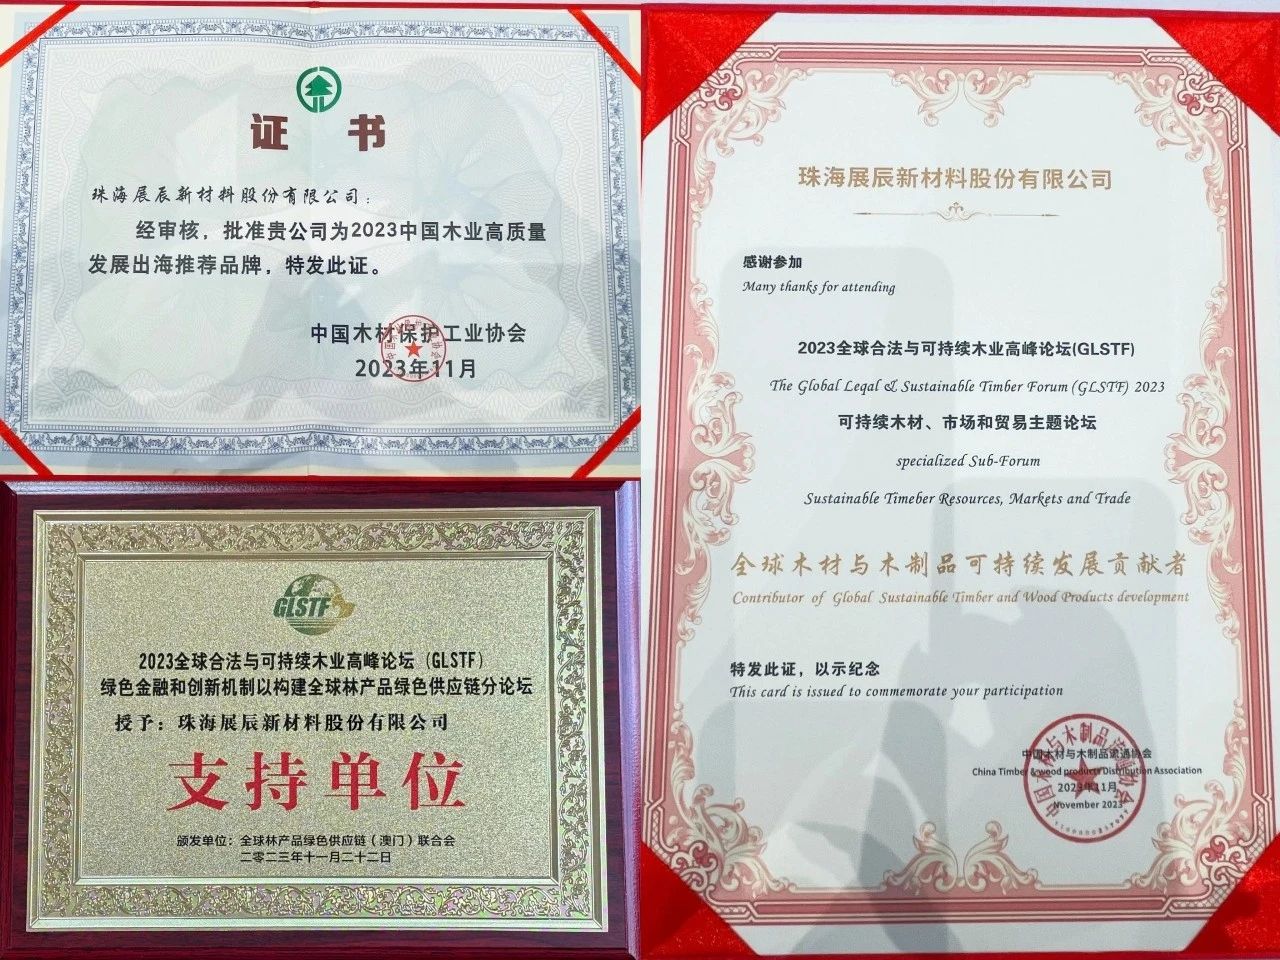 证 书
珠海展辰新材料股份有限公司：
经审核，批准贵公司为2023中国木业高质量
发展出海推荐品牌，特发此证。
中国木材保护工业协会
2023年11月
GLSTF
2023全球合法与可持续木业高峰论坛（GLSTF）
绿色金融和创新机制以构建全球林产品绿色供应链分论坛
授予：珠海展辰新材料股份有限公司
支持单位
颁发单位：全球林产品绿色供应链（澳门）联合会
二零二三年十一月二十二日
珠海展辰新材料股份有限公司
感谢参加
Many thanks for attending
2023全球合法与可持续木业高峰论坛(GLSTF)
The Global Legal & Sustainable Timber Forum (GLSTF) 2023
可持续木材、市场和贸易主题论坛
specialized Sub-Forum
Sustainable Timeber Resources, Markets and Trade
全球木材与木制品可持续发展贡献者
Contributor of Global Sustainable Timber and Wood Products development
特发此证，以示纪念
This card is issued to commemorate your participation
中国木材与木制品流通协会
China Timber & wood products Distribution Association
2023年11月
November 2023